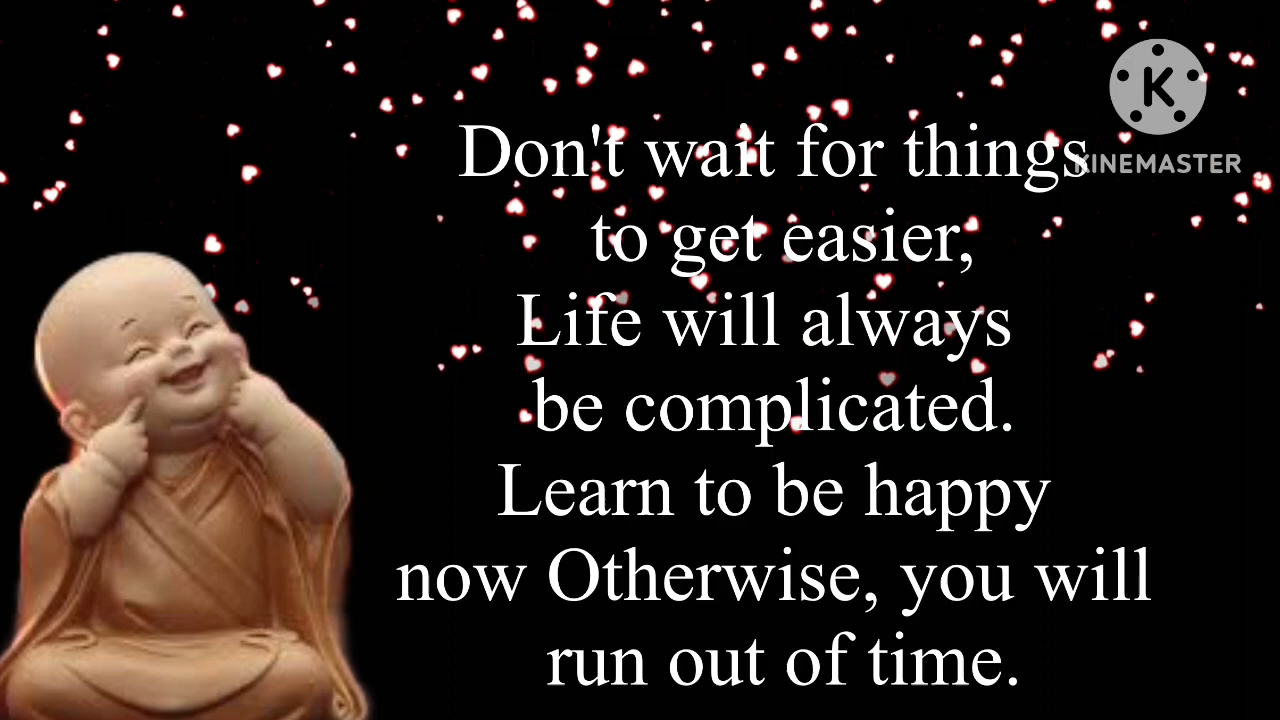 K
KINEMASTER
Don't wait for things
to get easier,
Life will always
be complicated.
Learn to be happy
now Otherwise, you will
run out of time.